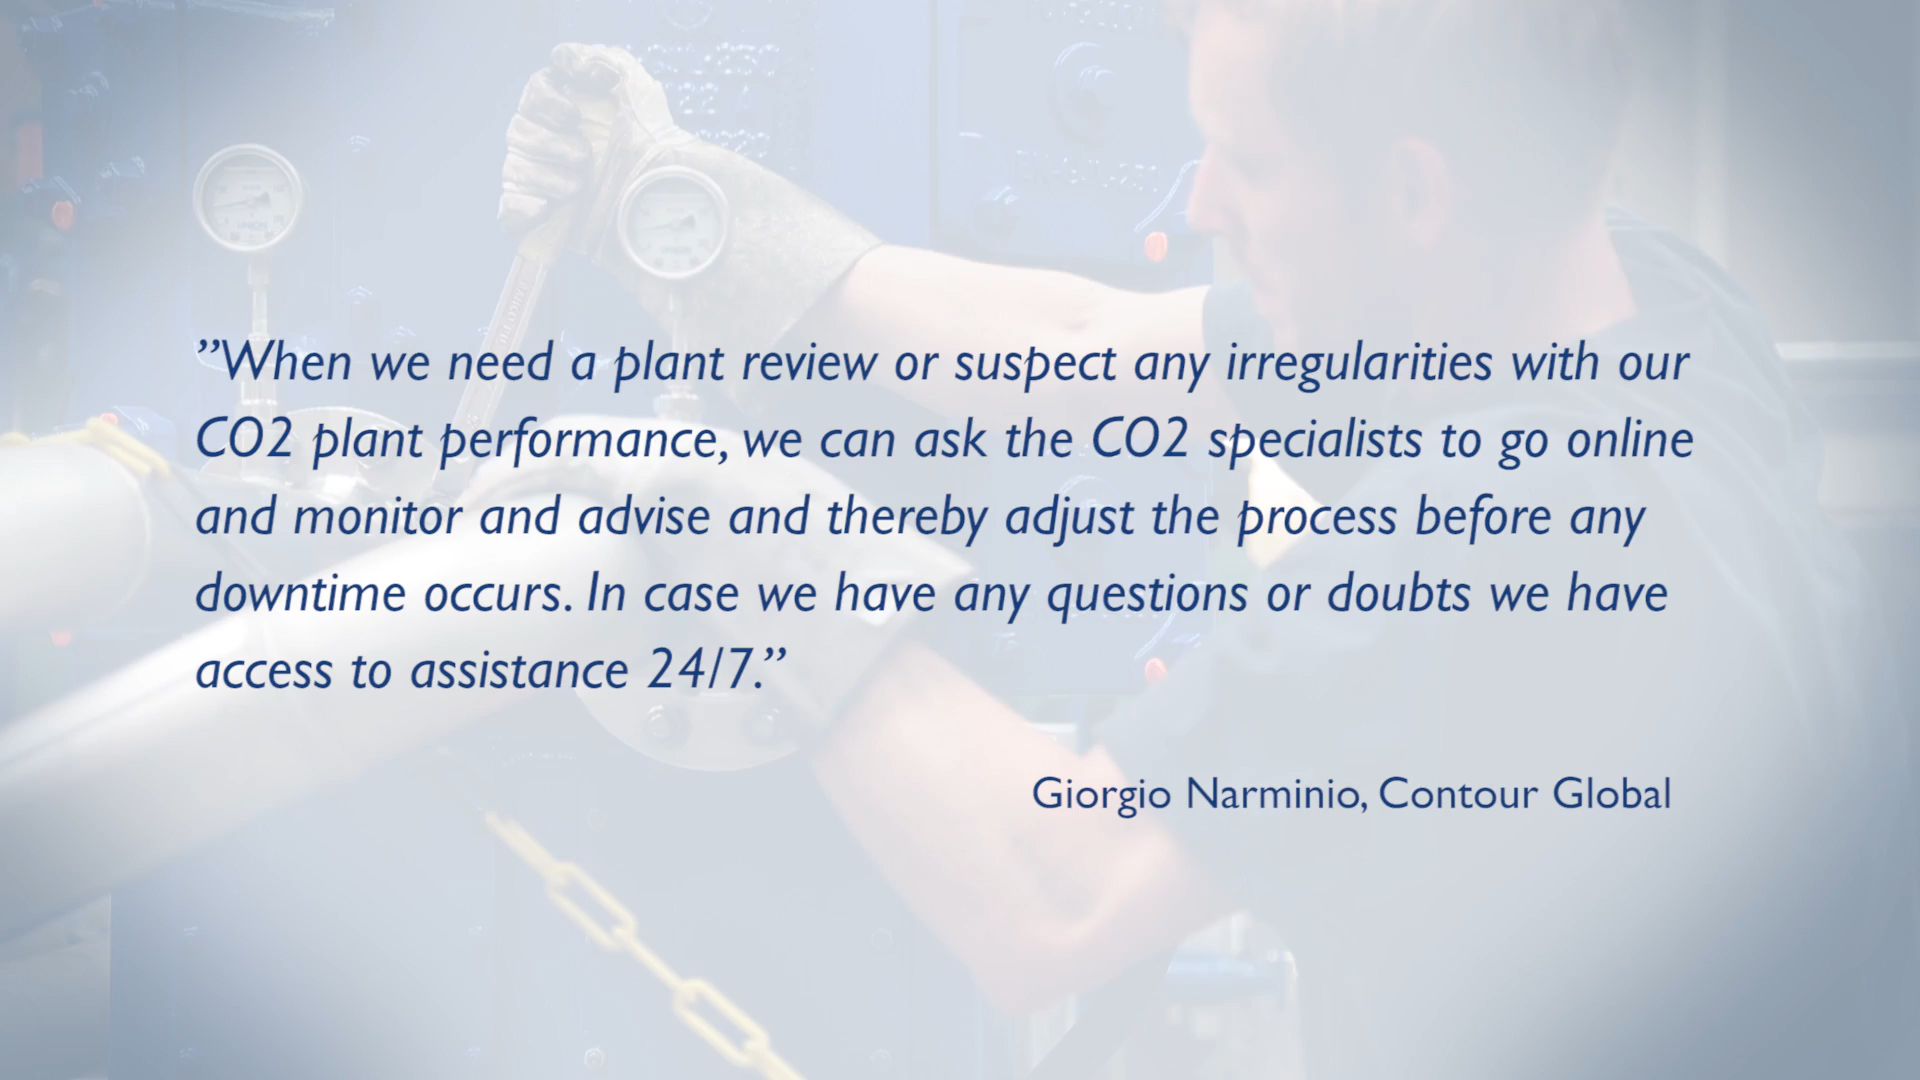 ”When we need a plant review or suspect any irregularities with our
CO2 plant performance, we can ask the CO2 specialists to go online
and monitor and advise and thereby adjust the process before any
downtime occurs. In case we have any questions or doubts we have
access to assistance 24/7.”
Giorgio Narminio, Contour Global